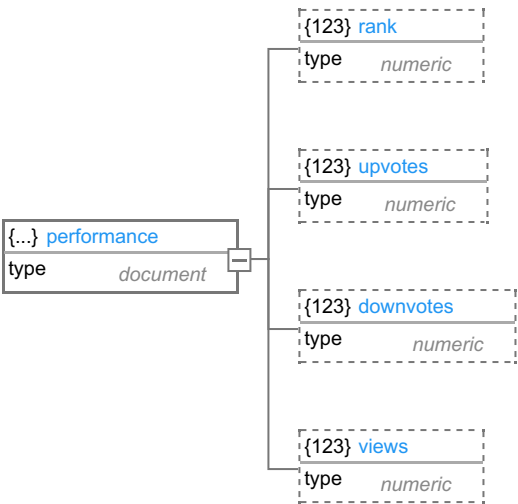 {123} rank
type numeric
{123} upvotes
type numeric
{...} performance
type document
{123} downvotes
type numeric
{123} views
type numeric